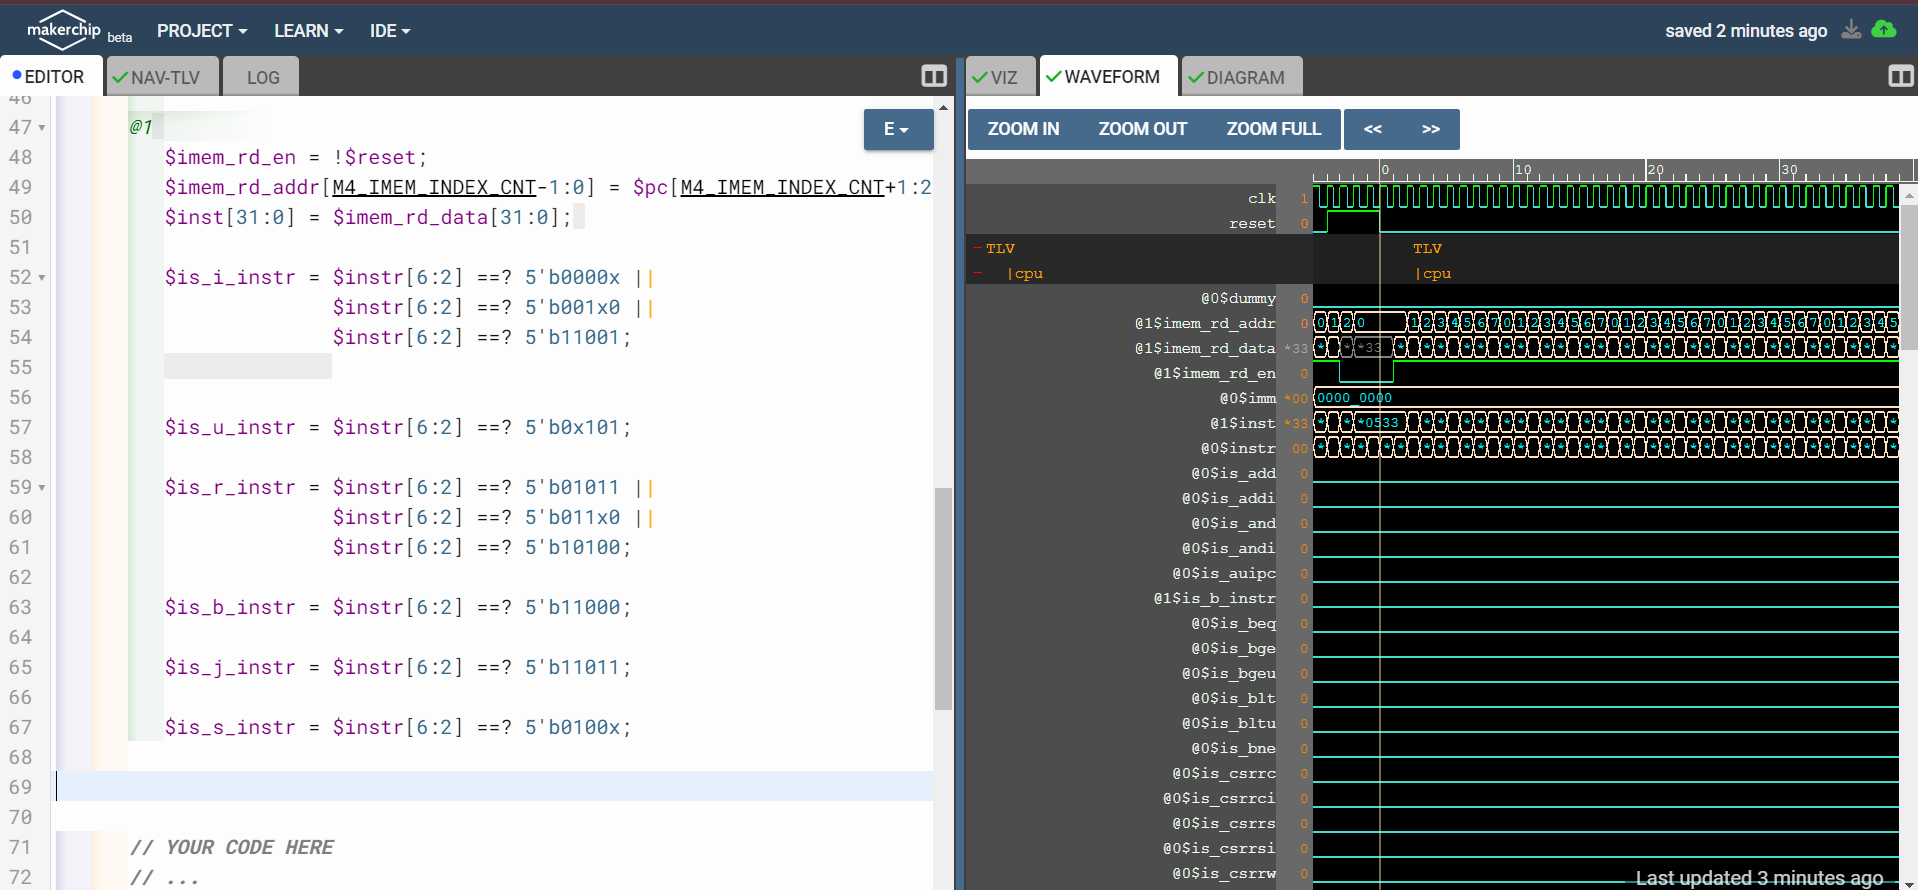 makerchip beta PROJECT LEARN IDE saved 2 minutes ago
EDITOR NAV-TLV LOG
46
47 @1
48 $imem_rd_en = !$reset;
49 $imem_rd_addr[M4_IMEM_INDEX_CNT-1:0] = $pc[M4_IMEM_INDEX_CNT+1:2
50 $inst[31:0] = $imem_rd_data[31:0];
51
52 $is_i_instr = $instr[6:2] ==? 5'b0000x ||
53 $instr[6:2] ==? 5'b001x0 ||
54 $instr[6:2] ==? 5'b11001;
55
56
57 $is_u_instr = $instr[6:2] ==? 5'b0x101;
58
59 $is_r_instr = $instr[6:2] ==? 5'b01011 ||
60 $instr[6:2] ==? 5'b011x0 ||
61 $instr[6:2] ==? 5'b10100;
62
63 $is_b_instr = $instr[6:2] ==? 5'b11000;
64
65 $is_j_instr = $instr[6:2] ==? 5'b11011;
66
67 $is_s_instr = $instr[6:2] ==? 5'b0100x;
68
69
70
71 // YOUR CODE HERE
72 // ...
E
VIZ WAVEFORM DIAGRAM
ZOOM IN ZOOM OUT ZOOM FULL << >>
0 10 20 30
clk 1
reset 0
TLV TLV
|cpu |cpu
@0$dummy 0
@1$imem_rd_addr 0 0 1 2 0 1 2 3 4 5 6 7 0 1 2 3 4 5 6 7 0 1 2 3 4 5 6 7 0 1 2 3 4 5 6 7 0 1 2 3 4 5
@1$imem_rd_data *33 *33
@1$imem_rd_en 0
@0$imm *00 0000_0000
@1$inst *33 *0533
@0$instr 00
@0$is_add 0
@0$is_addi 0
@0$is_and 0
@0$is_andi 0
@0$is_auipc 0
@1$is_b_instr 0
@0$is_beq 0
@0$is_bge 0
@0$is_bgeu 0
@0$is_blt 0
@0$is_bltu 0
@0$is_bne 0
@0$is_csrrc 0
@0$is_csrrci 0
@0$is_csrrs 0
@0$is_csrrsi 0
@0$is_csrrw 0
Last updated 3 minutes ago